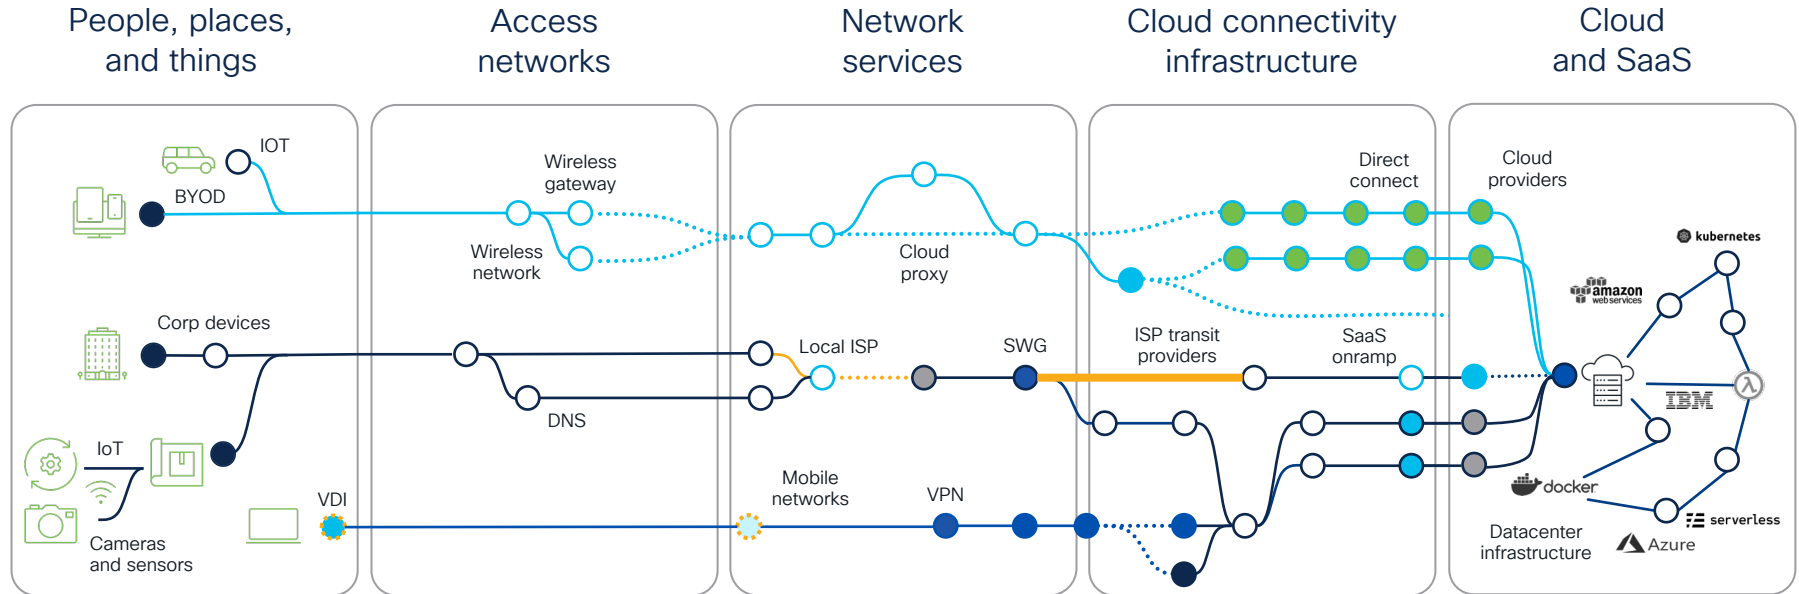 People, places,
and things
Access
networks
Network
services
Cloud connectivity
infrastructure
Cloud
and SaaS
IOT
BYOD
Corp devices
IoT
Cameras
and sensors
VDI
Wireless
gateway
Wireless
network
DNS
Cloud
proxy
Local ISP
SWG
Mobile
networks
VPN
Direct
connect
ISP transit
providers
SaaS
onramp
Cloud
providers
kubernetes
amazon
webservices
IBM
λ
docker
serverless
Datacenter
infrastructure
Azure